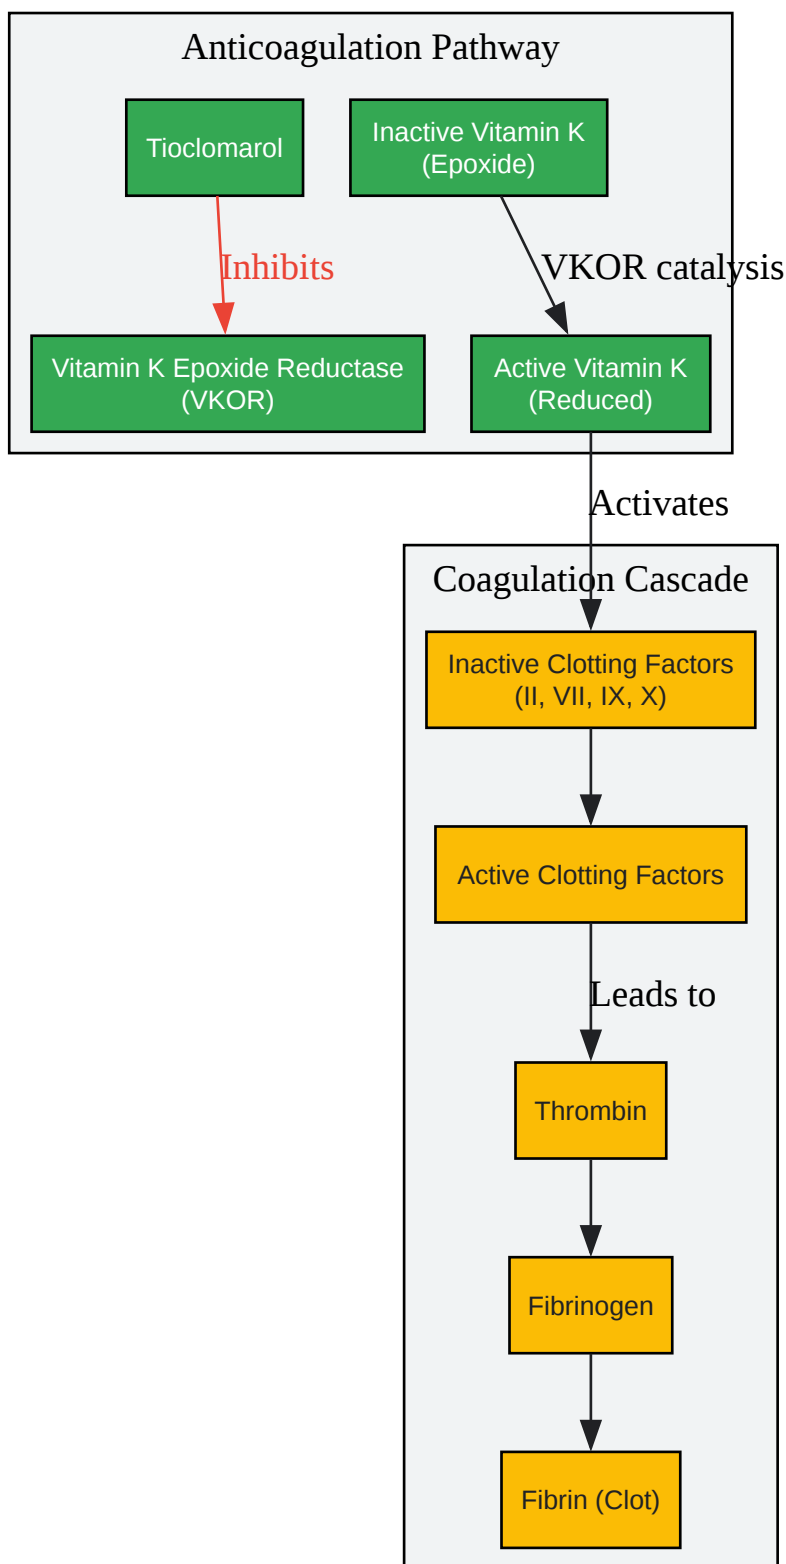 Anticoagulation Pathway
Tioclomarol
Inactive Vitamin K
(Epoxide)
Inhibits
VKOR catalysis
Vitamin K Epoxide Reductase
(VKOR)
Active Vitamin K
(Reduced)
Activates
Coagulation Cascade
Inactive Clotting Factors
(II, VII, IX, X)
Active Clotting Factors
Leads to
Thrombin
Fibrinogen
Fibrin (Clot)